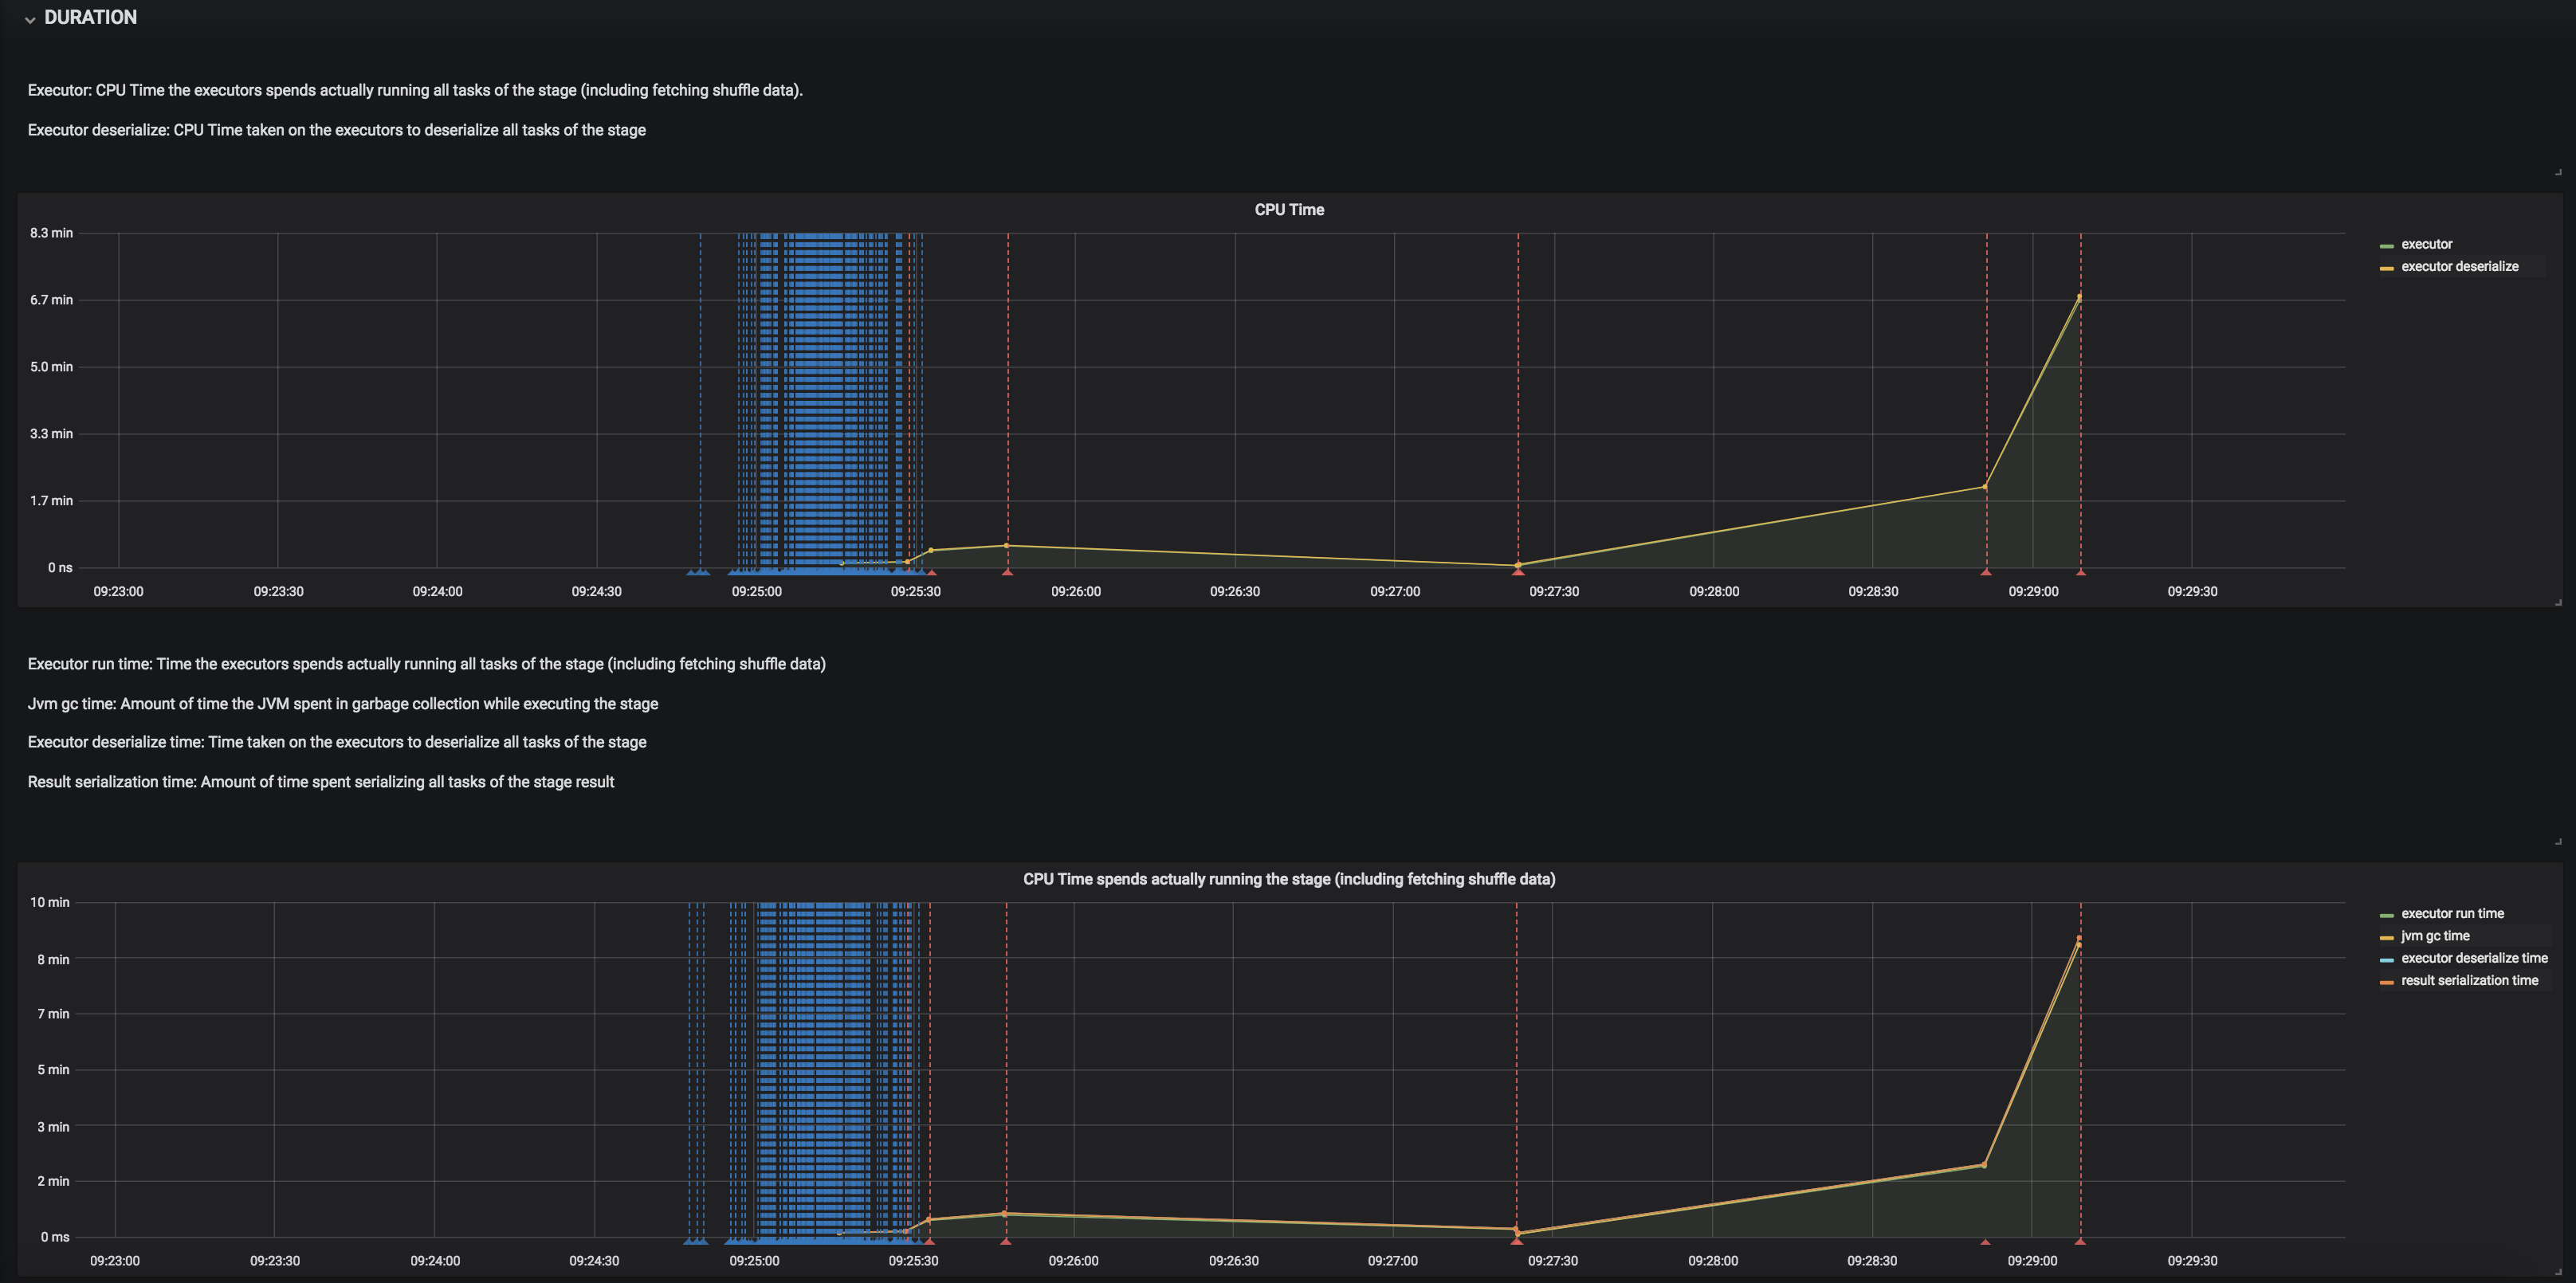 DURATION
Executor: CPU Time the executors spends actually running all tasks of the stage (including fetching shuffle data).
Executor deserialize: CPU Time taken on the executors to deserialize all tasks of the stage
CPU Time
8.3 min
6.7 min
5.0 min
3.3 min
1.7 min
0 ns
09:23:00 09:23:30 09:24:00 09:24:30 09:25:00 09:25:30 09:26:00 09:26:30 09:27:00 09:27:30 09:28:00 09:28:30 09:29:00 09:29:30
executor
executor deserialize
Executor run time: Time the executors spends actually running all tasks of the stage (including fetching shuffle data)
Jvm gc time: Amount of time the JVM spent in garbage collection while executing the stage
Executor deserialize time: Time taken on the executors to deserialize all tasks of the stage
Result serialization time: Amount of time spent serializing all tasks of the stage result
CPU Time spends actually running the stage (including fetching shuffle data)
10 min
8 min
7 min
5 min
3 min
2 min
0 ms
09:23:00 09:23:30 09:24:00 09:24:30 09:25:00 09:25:30 09:26:00 09:26:30 09:27:00 09:27:30 09:28:00 09:28:30 09:29:00 09:29:30
executor run time
jvm gc time
executor deserialize time
result serialization time